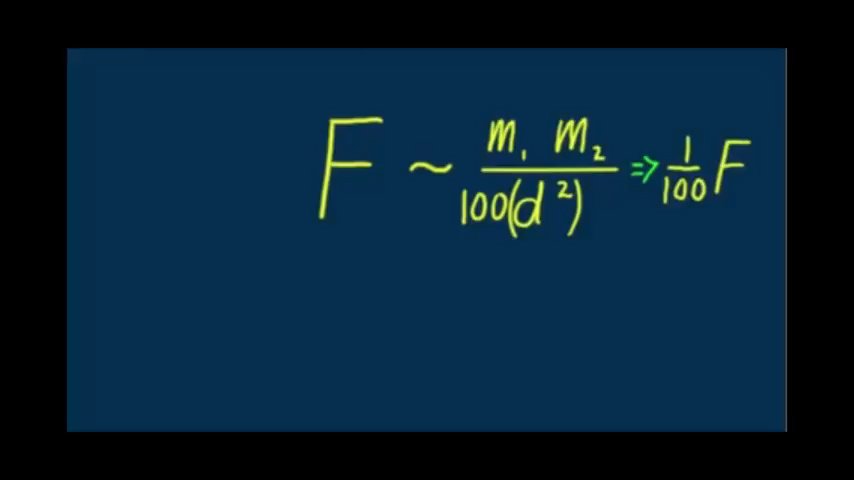 F ~ m₁ m₂ / 100(d²) ⇒ 1/100 F